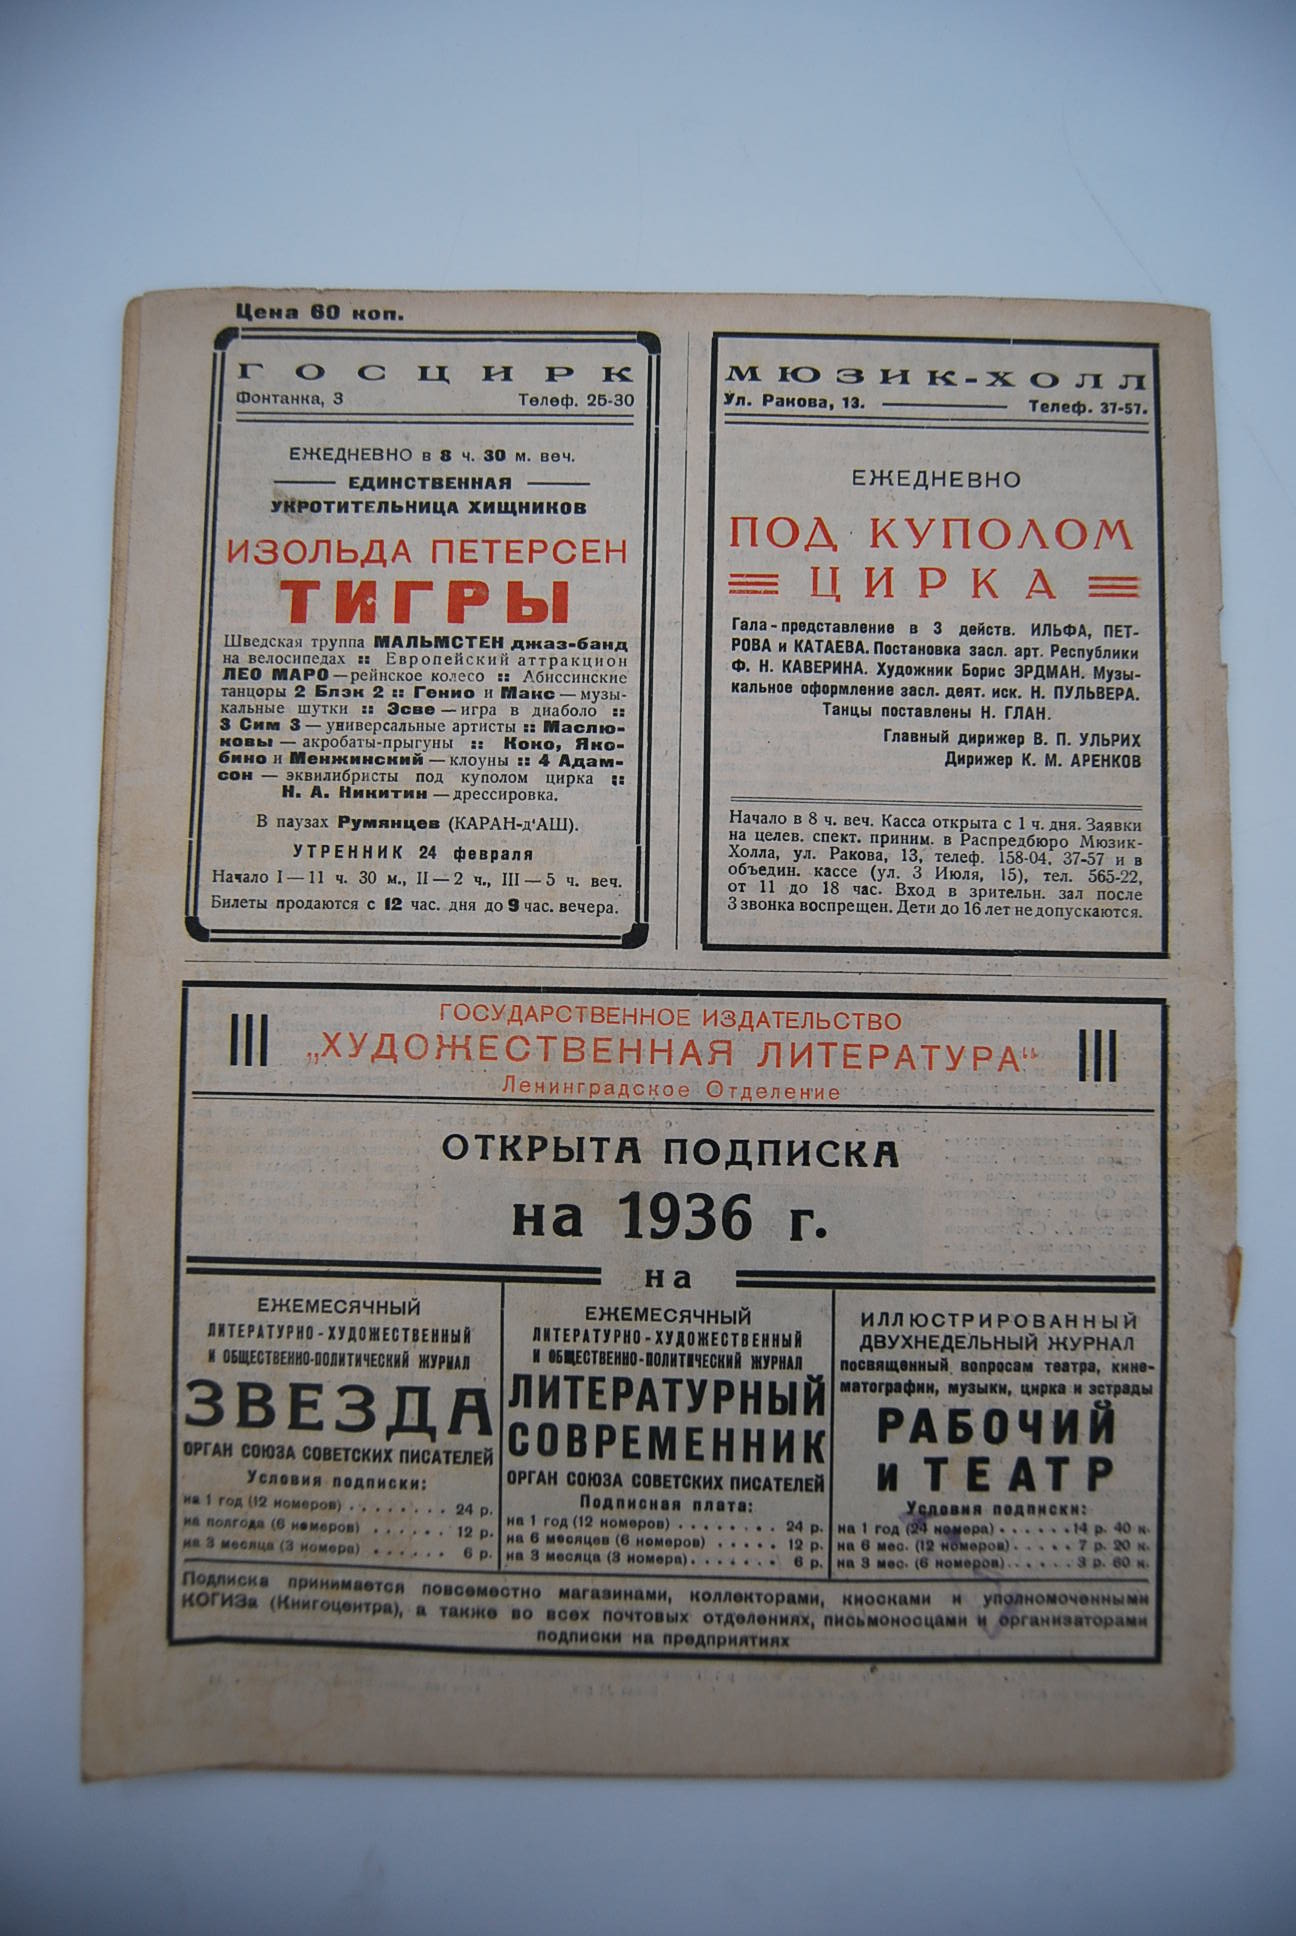 Цена 60 коп.
ГОСЦИРК
Фонтанка, 3 Телеф. 25-30
ЕЖЕДНЕВНО в 8 ч. 30 м. веч.
ЕДИНСТВЕННАЯ
УКРОТИТЕЛЬНИЦА ХИЩНИКОВ
ИЗОЛЬДА ПЕТЕРСЕН
ТИГРЫ
Шведская труппа МАЛЬМСТЕН джаз-банд
на велосипедах :: Европейский аттракцион
ЛЕО МАРО — рейнское колесо :: Абиссинские
танцоры 2 Блэк 2 :: Генио и Макс — музы-
кальные шутки :: Эсве — игра в диаболо ::
3 Сим 3 — универсальные артисты :: Маслю-
ковы — акробаты-прыгуны :: Коко, Яко-
бино и Менжинский — клоуны :: 4 Адам-
сон — эквилибристы под куполом цирка ::
Н. А. Никитин — дрессировка.
В паузах Румянцев (КАРАН-д'АШ).
УТРЕННИК 24 февраля
Начало I — 11 ч. 30 м., II — 2 ч., III — 5 ч. веч.
Билеты продаются с 12 час. дня до 9 час. вечера.
МЮЗИК-ХОЛЛ
Ул. Ракова, 13. Телеф. 37-57.
ЕЖЕДНЕВНО
ПОД КУПОЛОМ
ЦИРКА
Гала-представление в 3 действ. ИЛЬФА, ПЕТ-
РОВА и КАТАЕВА. Постановка засл. арт. Республики
Ф. Н. КАВЕРИНА. Художник Борис ЭРДМАН. Музы-
кальное оформление засл. деят. иск. Н. ПУЛЬВЕРА.
Танцы поставлены Н. ГЛАН.
Главный дирижер В. П. УЛЬРИХ
Дирижер К. М. АРЕНКОВ
Начало в 8 ч. веч. Касса открыта с 1 ч. дня. Заявки
на целев. спект. приним. в Распредбюро Мюзик-
Холла, ул. Ракова, 13, телеф. 158-04, 37-57 и в
объедин. кассе (ул. 3 Июля, 15), тел. 565-22,
от 11 до 18 час. Вход в зрительн. зал после
3 звонка воспрещен. Дети до 16 лет не допускаются.
ГОСУДАРСТВЕННОЕ ИЗДАТЕЛЬСТВО
„ХУДОЖЕСТВЕННАЯ ЛИТЕРАТУРА“
Ленинградское Отделение
ОТКРЫТА ПОДПИСКА
на 1936 г.
на
ЕЖЕМЕСЯЧНЫЙ
ЛИТЕРАТУРНО-ХУДОЖЕСТВЕННЫЙ
И ОБЩЕСТВЕННО-ПОЛИТИЧЕСКИЙ ЖУРНАЛ
ЗВЕЗДА
ОРГАН СОЮЗА СОВЕТСКИХ ПИСАТЕЛЕЙ
Условия подписки:
на 1 год (12 номеров) ........ 24 р.
на полгода (6 номеров) ...... 12 р.
на 3 месяца (3 номера) ...... 6 р.
ЕЖЕМЕСЯЧНЫЙ
ЛИТЕРАТУРНО-ХУДОЖЕСТВЕННЫЙ
И ОБЩЕСТВЕННО-ПОЛИТИЧЕСКИЙ ЖУРНАЛ
ЛИТЕРАТУРНЫЙ
СОВРЕМЕННИК
ОРГАН СОЮЗА СОВЕТСКИХ ПИСАТЕЛЕЙ
Подписная плата:
на 1 год (12 номеров) ........ 24 р.
на 6 месяцев (6 номеров) ..... 12 р.
на 3 месяца (3 номера) ....... 6 р.
ИЛЛЮСТРИРОВАННЫЙ
ДВУХНЕДЕЛЬНЫЙ ЖУРНАЛ
посвященный вопросам театра, кине-
матографии, музыки, цирка и эстрады
РАБОЧИЙ
И ТЕАТР
Условия подписки:
на 1 год (24 номера) ...... 14 р. 40 к.
на 6 мес. (12 номеров) ..... 7 р. 20 к.
на 3 мес. (6 номеров) ...... 3 р. 60 к.
Подписка принимается повсеместно магазинами, коллекторами, киосками и уполномоченными
КОГИЗа (Книгоцентра), а также во всех почтовых отделениях, письмоносцами и организаторами
подписки на предприятиях